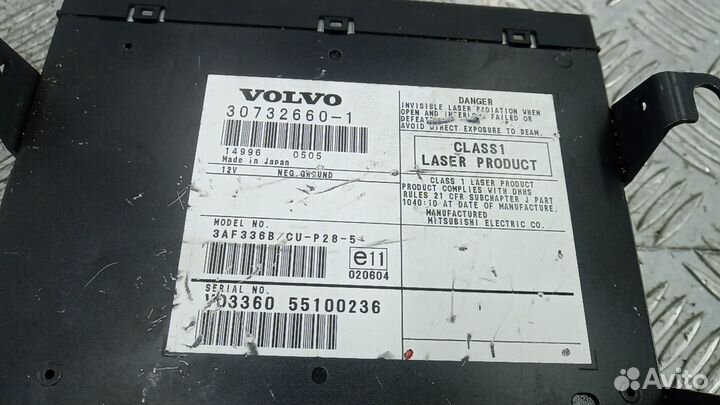 VOLVO
30732660-1
14996 0505
Made in Japan
12V NEG.GROUND
MODEL NO.
3AF336B CU-P28-5
e11
020604
SERIAL NO.
V03360 55100236
DANGER
INVISIBLE LASER RADIATION WHEN
OPEN AND FAILED OR
AVOID DIRECT EXPOSURE TO BEAM.
CLASS1
LASER PRODUCT
CLASS 1 LASER PRODUCT
PRODUCT COMPLIES WITH DHHS
RULES 21 CFR SUBCHAPTER J PART
1040:10 AT DATE OF MANUFACTURE.
MANUFACTURED
MITSUBISHI ELECTRIC CO.
Avito